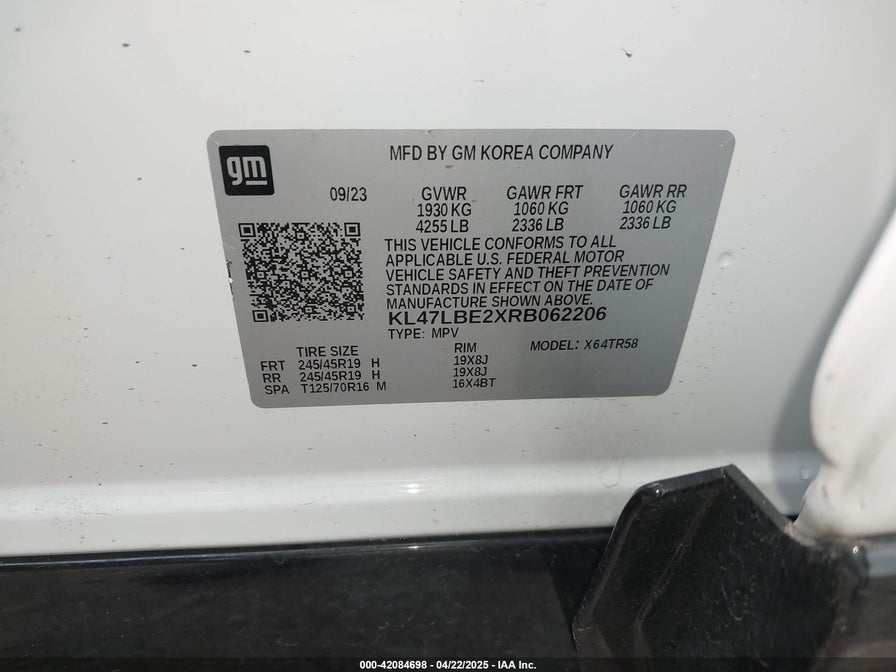 gm
MFD BY GM KOREA COMPANY
09/23 GVWR GAWR FRT GAWR RR
1930 KG 1060 KG 1060 KG
4255 LB 2336 LB 2336 LB
THIS VEHICLE CONFORMS TO ALL
APPLICABLE U.S. FEDERAL MOTOR
VEHICLE SAFETY AND THEFT PREVENTION
STANDARDS IN EFFECT ON THE DATE OF
MANUFACTURE SHOWN ABOVE.
KL47LBE2XRB062206
TYPE: MPV MODEL: X64TR58
TIRE SIZE RIM
FRT 245/45R19 H 19X8J
RR 245/45R19 H 19X8J
SPA T125/70R16 M 16X4BT
000-42084698 - 04/22/2025 - IAA Inc.